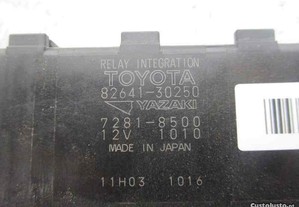 RELAY INTEGRATION
TOYOTA
82641-30250
YAZAKI
7281-8500
12V 1010
MADE IN JAPAN
11H03 1016
CustoJusto.pt